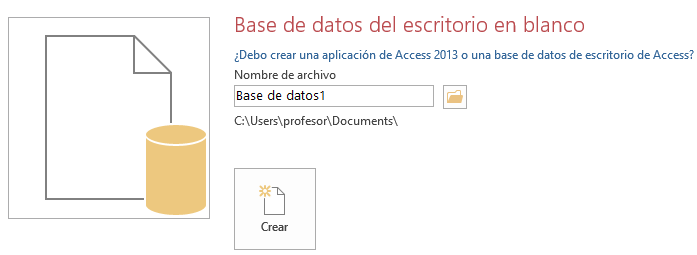 Base de datos del escritorio en blanco
¿Debo crear una aplicación de Access 2013 o una base de datos de escritorio de Access?
Nombre de archivo
Base de datos1
C:\Users\profesor\Documents\
Crear